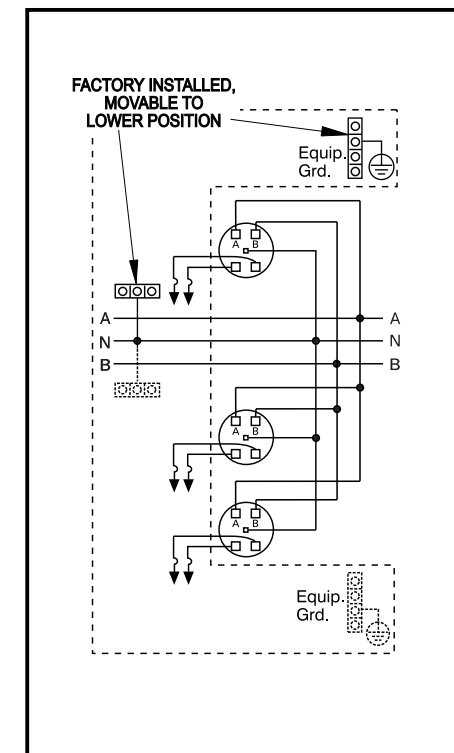 FACTORY INSTALLED,
MOVABLE TO
LOWER POSITION
Equip.
Grd.
A B
A A
N N
B B
A B
A B
Equip.
Grd.